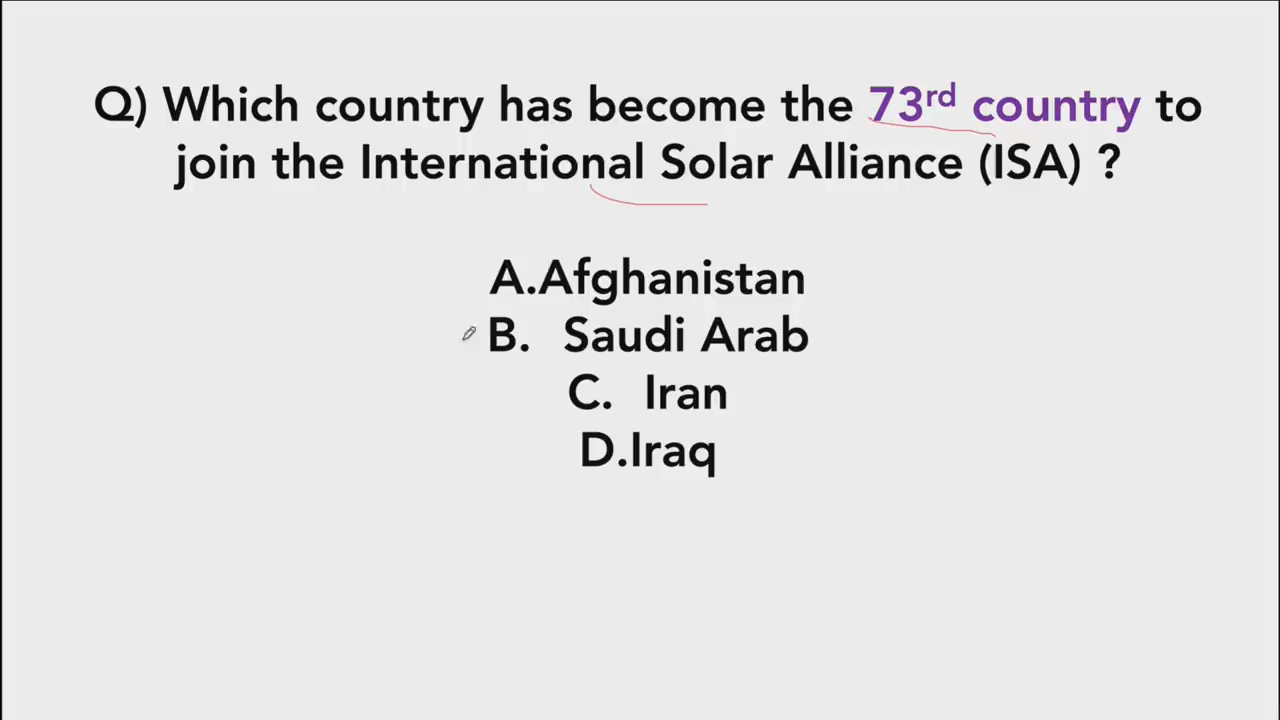 Q) Which country has become the 73rd country to
join the International Solar Alliance (ISA) ?
A.Afghanistan
B. Saudi Arab
C. Iran
D.Iraq